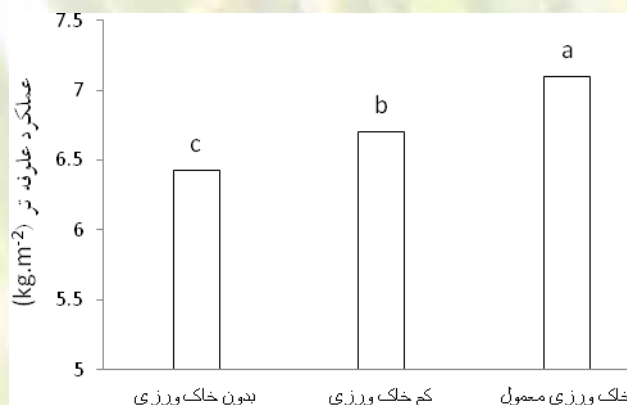 عملکرد علوفه تر (kg.m-2)
7.5
7
6.5
6
5.5
5
a
b
c
بدون خاک ورزی
کم خاک ورزی
خاک ورزی معمول